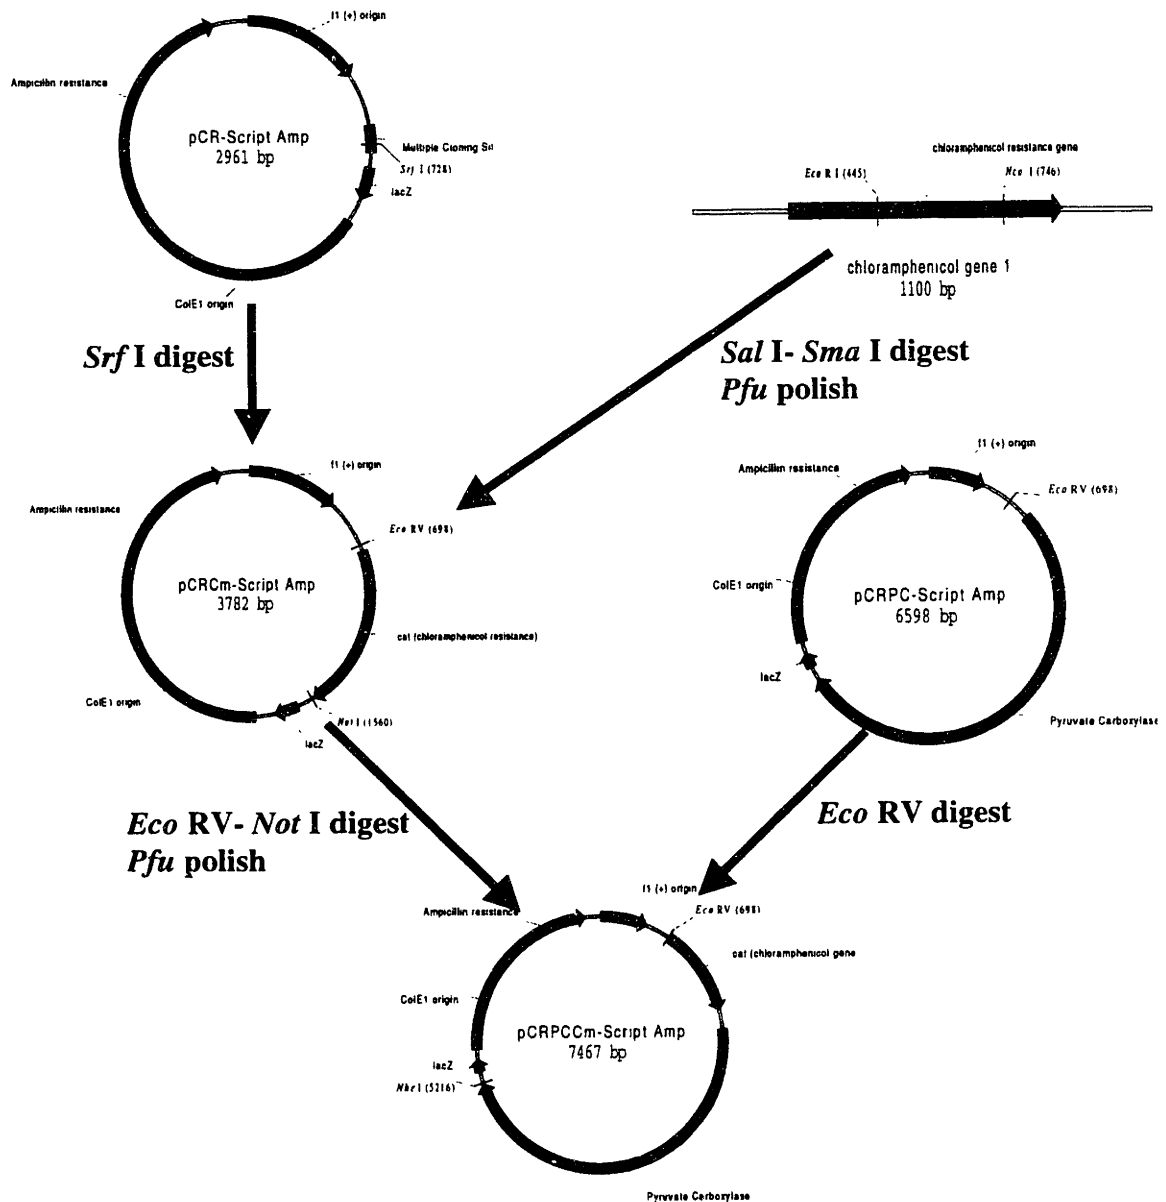 f1 (+) origin
Ampicillin resistance
pCR-Script Amp
2961 bp
Multiple Cloning Sit
Srf I (728)
lacZ
ColE1 origin
chloramphenicol resistance gene
Eco R I (445)
Nco I (746)
chloramphenicol gene 1
1100 bp
Srf I digest
Sal I- Sma I digest
Pfu polish
f1 (+) origin
Ampicillin resistance
Eco RV (698)
pCRCm-Script Amp
3782 bp
cat (chloramphenicol resistance)
ColE1 origin
Not I (1560)
lacZ
f1 (+) origin
Ampicillin resistance
Eco RV (698)
ColE1 origin
pCRPC-Script Amp
6598 bp
lacZ
Pyruvate Carboxylase
Eco RV- Not I digest
Pfu polish
Eco RV digest
f1 (+) origin
Ampicillin resistance
Eco RV (698)
cat (chloramphenicol gene
ColE1 origin
pCRPCCm-Script Amp
7467 bp
lacZ
Nhe I (5216)
Pyruvate Carboxylase